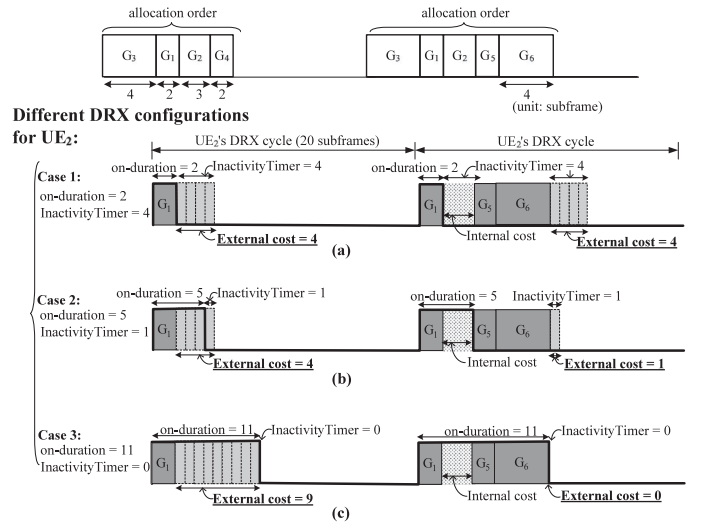 allocation order allocation order
G3 G1 G2 G4 G3 G1 G2 G5 G6
4 2 3 2 4
(unit: subframe)
Different DRX configurations
for UE2:
UE2's DRX cycle (20 subframes) UE2's DRX cycle
Case 1:
on-duration = 2
InactivityTimer = 4
on-duration = 2 InactivityTimer = 4 on-duration = 2 InactivityTimer = 4
G1 G1 G5 G6
External cost = 4 Internal cost External cost = 4
(a)
Case 2:
on-duration = 5
InactivityTimer = 1
on-duration = 5 InactivityTimer = 1 on-duration = 5 InactivityTimer = 1
G1 G1 G5 G6
External cost = 4 Internal cost External cost = 1
(b)
Case 3:
on-duration = 11
InactivityTimer = 0
on-duration = 11 InactivityTimer = 0 on-duration = 11 InactivityTimer = 0
G1 G1 G5 G6
External cost = 9 Internal cost External cost = 0
(c)